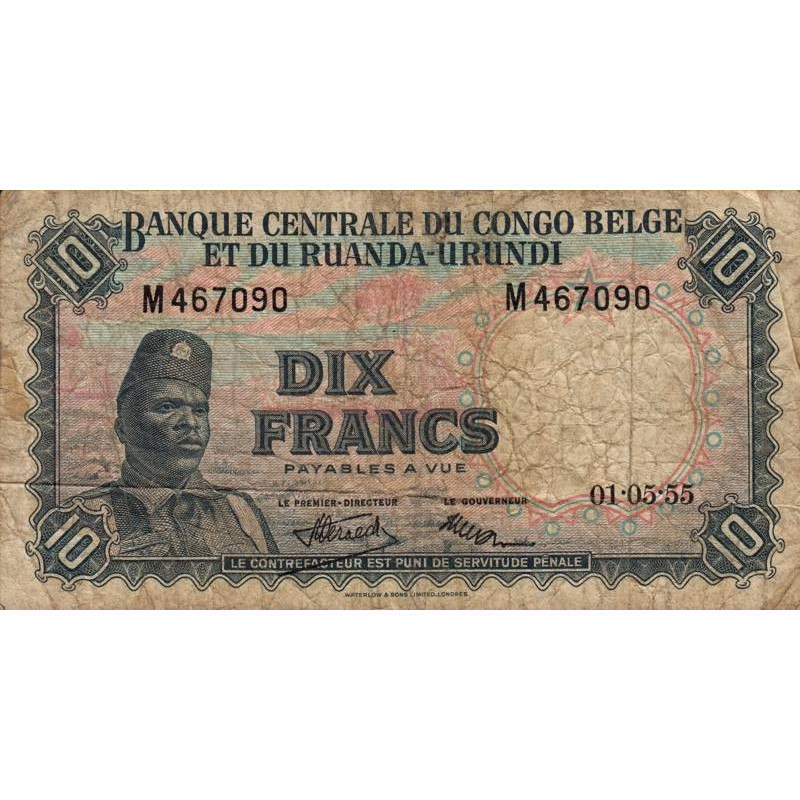 10 BANQUE CENTRALE DU CONGO BELGE 10
ET DU RUANDA-URUNDI
M467090 M467090
DIX
FRANCS
PAYABLES A VUE
LE PREMIER-DIRECTEUR LE GOUVERNEUR 01·05·55
10 10
LE CONTREFACTEUR EST PUNI DE SERVITUDE PÉNALE
WATERLOW & SONS LIMITED, LONDRES